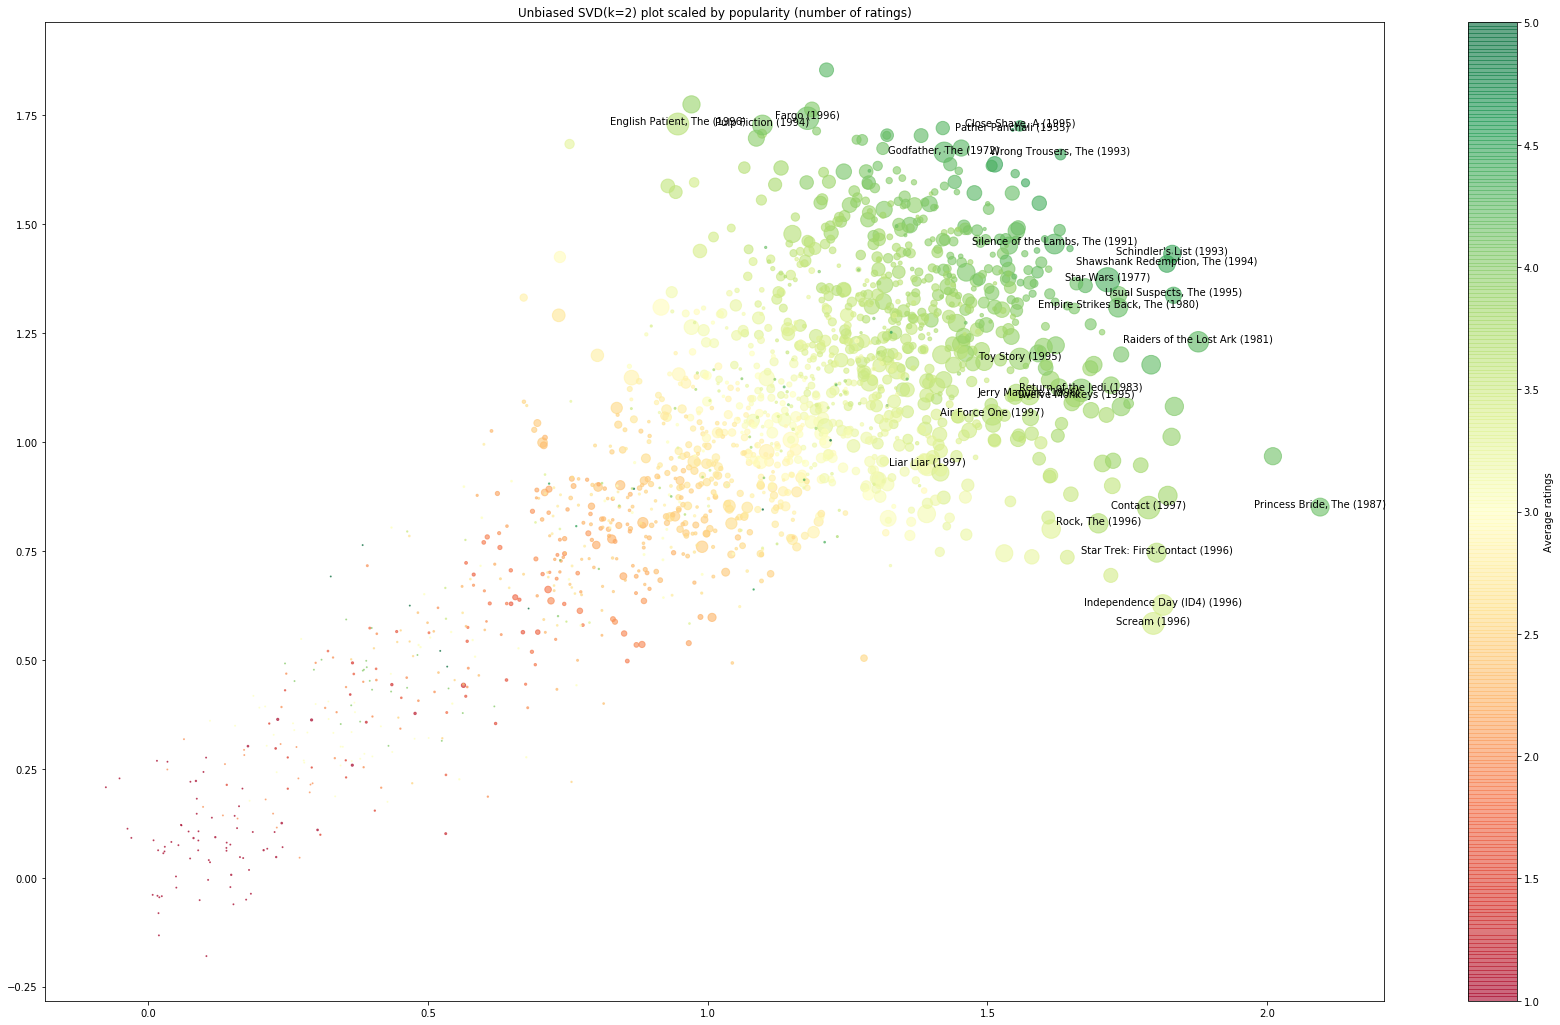 Unbiased SVD(k=2) plot scaled by popularity (number of ratings)
1.75
1.50
1.25
1.00
0.75
0.50
0.25
0.00
−0.25
0.0
0.5
1.0
1.5
2.0
Fargo (1996)
English Patient, The (1996)
Pulp Fiction (1994)
Close Shave, A (1995)
Pather Panchali (1955)
Godfather, The (1972)
Wrong Trousers, The (1993)
Silence of the Lambs, The (1991)
Schindler's List (1993)
Shawshank Redemption, The (1994)
Star Wars (1977)
Usual Suspects, The (1995)
Empire Strikes Back, The (1980)
Raiders of the Lost Ark (1981)
Toy Story (1995)
Return of the Jedi (1983)
Jerry Maguire (1996)
Twelve Monkeys (1995)
Air Force One (1997)
Liar Liar (1997)
Contact (1997)
Princess Bride, The (1987)
Rock, The (1996)
Star Trek: First Contact (1996)
Independence Day (ID4) (1996)
Scream (1996)
5.0
4.5
4.0
3.5
3.0
2.5
2.0
1.5
1.0
Average ratings